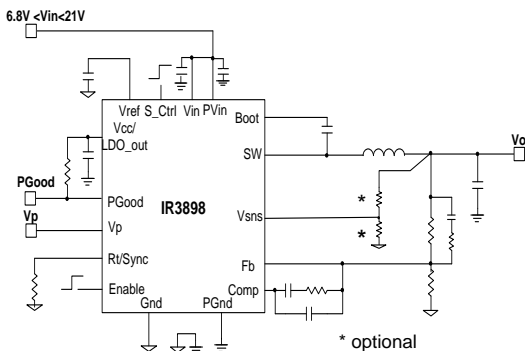 6.8V <Vin<21V
Vref S_Ctrl Vin PVin
Vcc/
LDO_out
Boot
SW
Vo
PGood
PGood
IR3898
Vsns
*
*
Vp
Vp
Rt/Sync
Fb
Enable
Comp
Gnd
PGnd
* optional